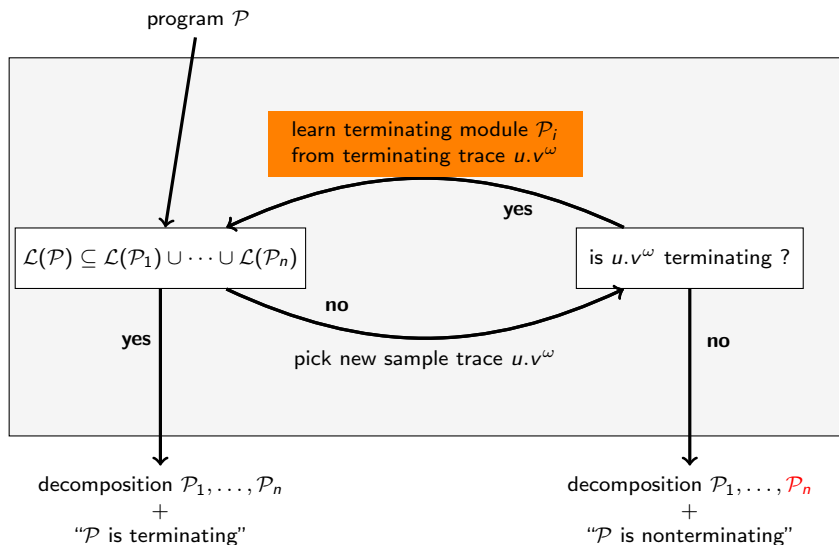 program 𝒫
learn terminating module 𝒫ᵢ
from terminating trace u.v^ω
yes
ℒ(𝒫) ⊆ ℒ(𝒫₁) ∪ ⋯ ∪ ℒ(𝒫ₙ)
is u.v^ω terminating ?
no
pick new sample trace u.v^ω
yes
no
decomposition 𝒫₁, . . . , 𝒫ₙ
+
“𝒫 is terminating”
decomposition 𝒫₁, . . . , 𝒫ₙ
+
“𝒫 is nonterminating”